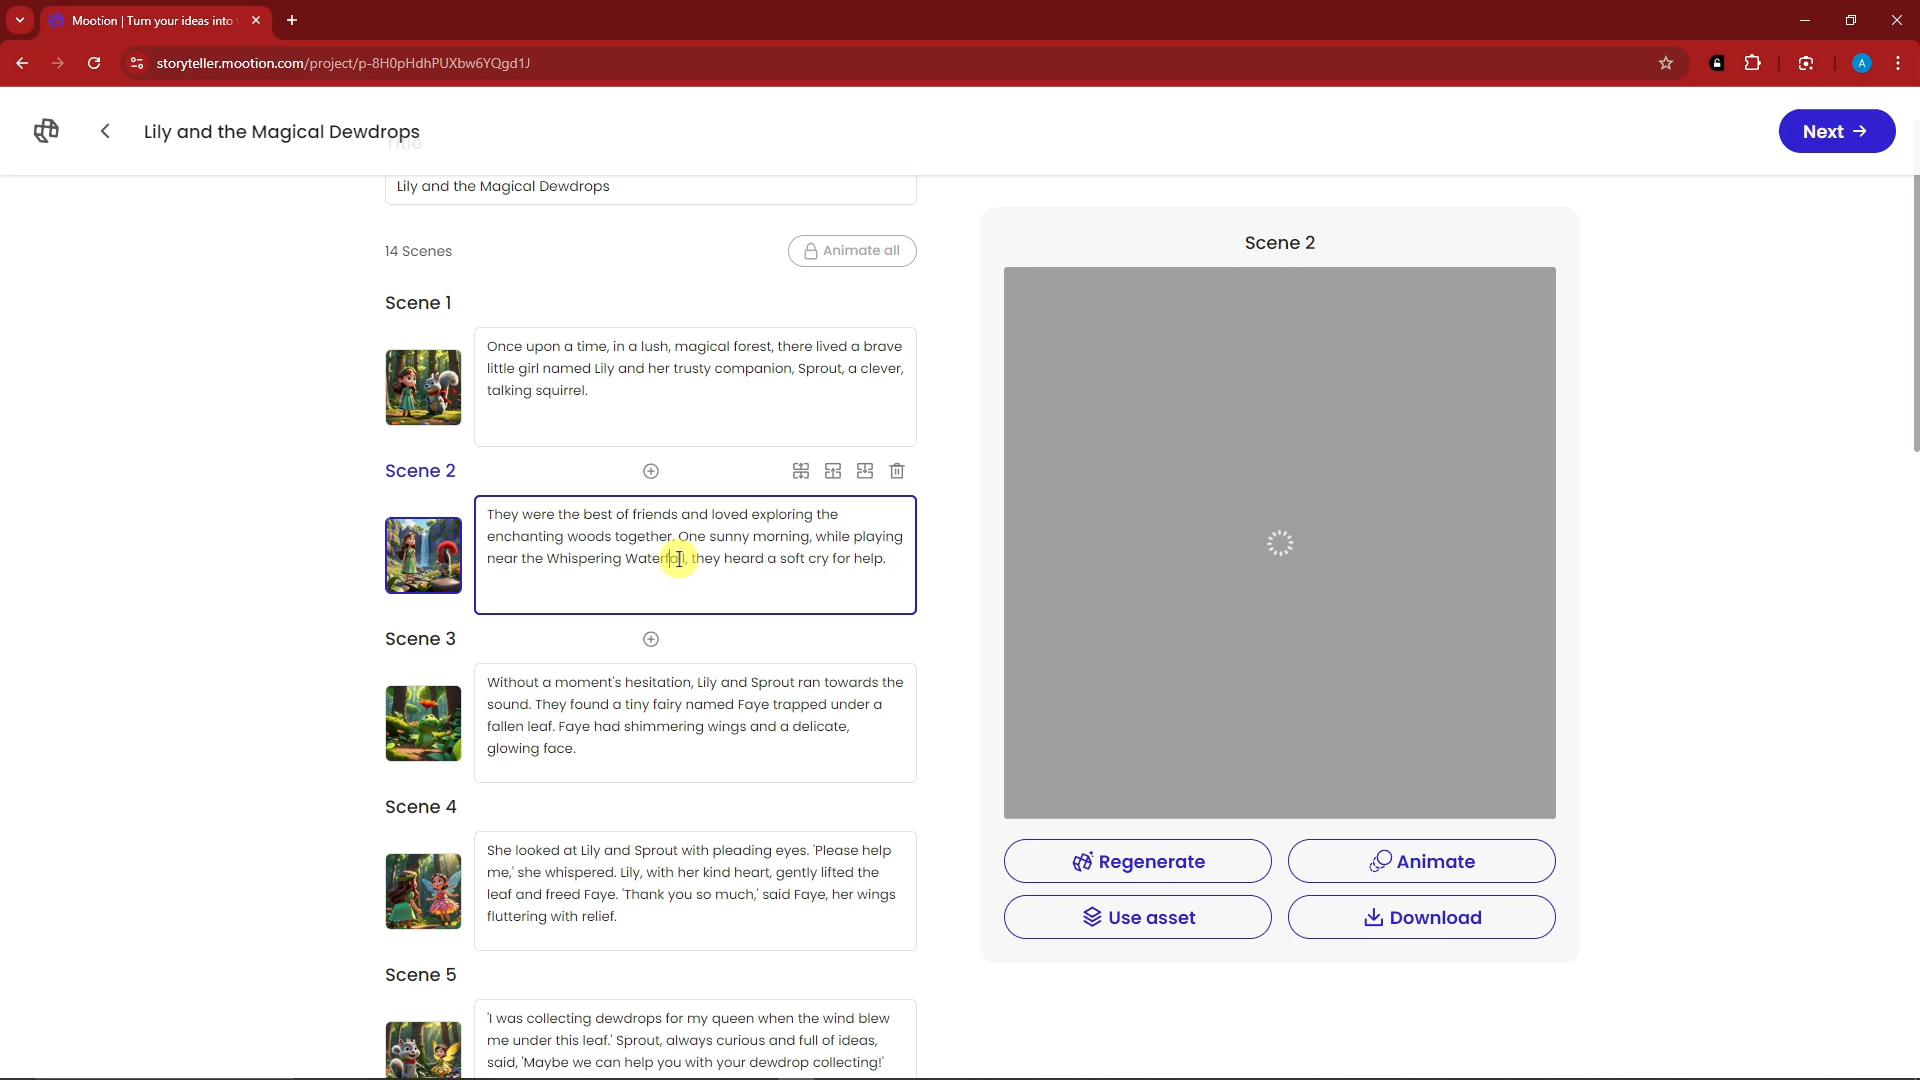 Mootion | Turn your ideas into
storyteller.mootion.com/project/p-8H0pHdhPUXbw6YQgd1J
A
Lily and the Magical Dewdrops
Next →
Title
Lily and the Magical Dewdrops
14 Scenes
Animate all
Scene 1
Once upon a time, in a lush, magical forest, there lived a brave
little girl named Lily and her trusty companion, Sprout, a clever,
talking squirrel.
Scene 2
They were the best of friends and loved exploring the
enchanting woods together. One sunny morning, while playing
near the Whispering Waterfall, they heard a soft cry for help.
Scene 3
Without a moment's hesitation, Lily and Sprout ran towards the
sound. They found a tiny fairy named Faye trapped under a
fallen leaf. Faye had shimmering wings and a delicate,
glowing face.
Scene 4
She looked at Lily and Sprout with pleading eyes. 'Please help
me,' she whispered. Lily, with her kind heart, gently lifted the
leaf and freed Faye. 'Thank you so much,' said Faye, her wings
fluttering with relief.
Scene 5
'I was collecting dewdrops for my queen when the wind blew
me under this leaf.' Sprout, always curious and full of ideas,
said, 'Maybe we can help you with your dewdrop collecting!'
Scene 2
Regenerate
Animate
Use asset
Download